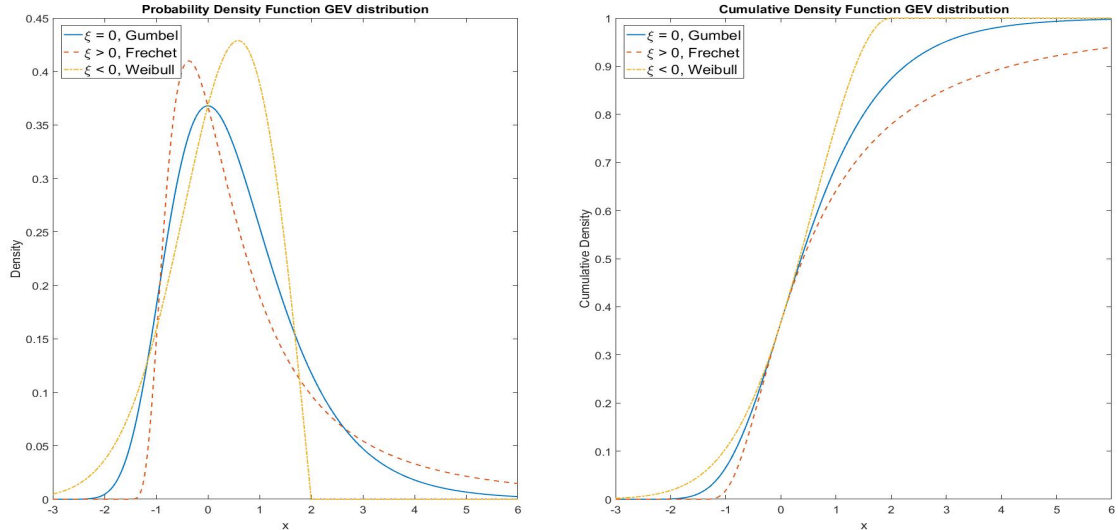 Probability Density Function GEV distribution
0.45
0.4
0.35
0.3
0.25
0.2
0.15
0.1
0.05
0
Density
ξ = 0, Gumbel
ξ > 0, Frechet
ξ < 0, Weibull
-3 -2 -1 0 1 2 3 4 5 6
x
Cumulative Density Function GEV distribution
1
0.9
0.8
0.7
0.6
0.5
0.4
0.3
0.2
0.1
0
Cumulative Density
ξ = 0, Gumbel
ξ > 0, Frechet
ξ < 0, Weibull
-3 -2 -1 0 1 2 3 4 5 6
x